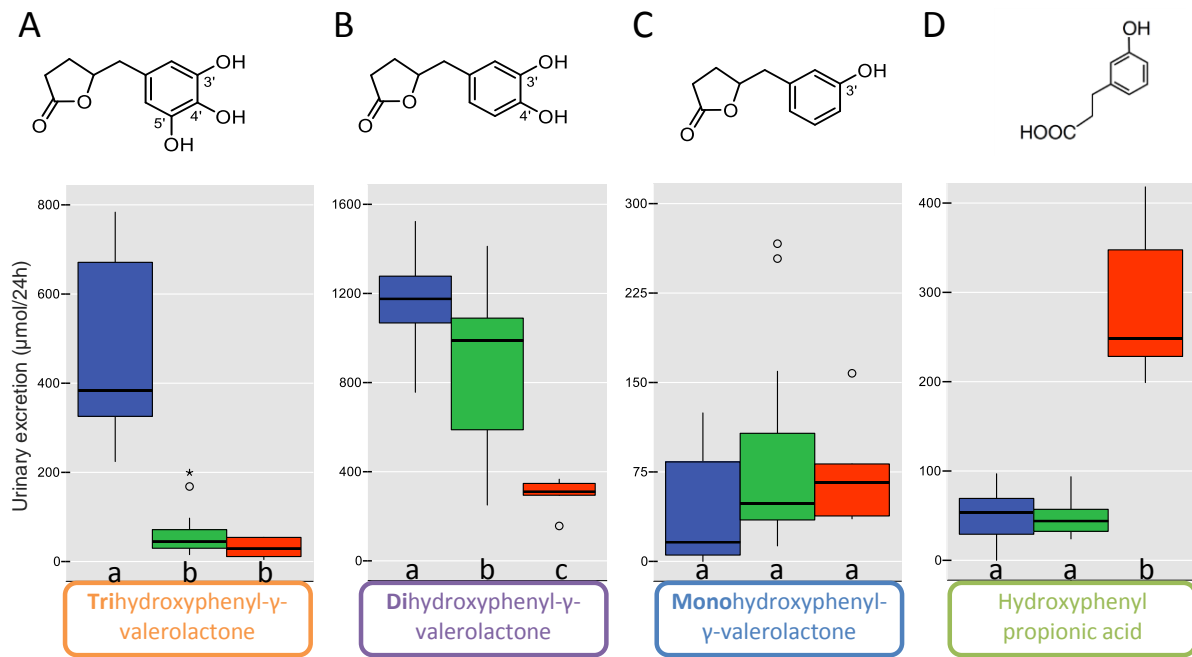 A
B
C
D
O
O
OH
3'
4'
5'
OH
OH
O
O
OH
3'
4'
OH
O
O
OH
3'
OH
HOOC
Urinary excretion (µmol/24h)
800
600
400
200
0
a b b
1600
1200
800
400
0
a b c
300
225
150
75
0
a a a
400
300
200
100
0
a a b
Trihydroxyphenyl-γ-
valerolactone
Dihydroxyphenyl-γ-
valerolactone
Monohydroxyphenyl-
γ-valerolactone
Hydroxyphenyl
propionic acid